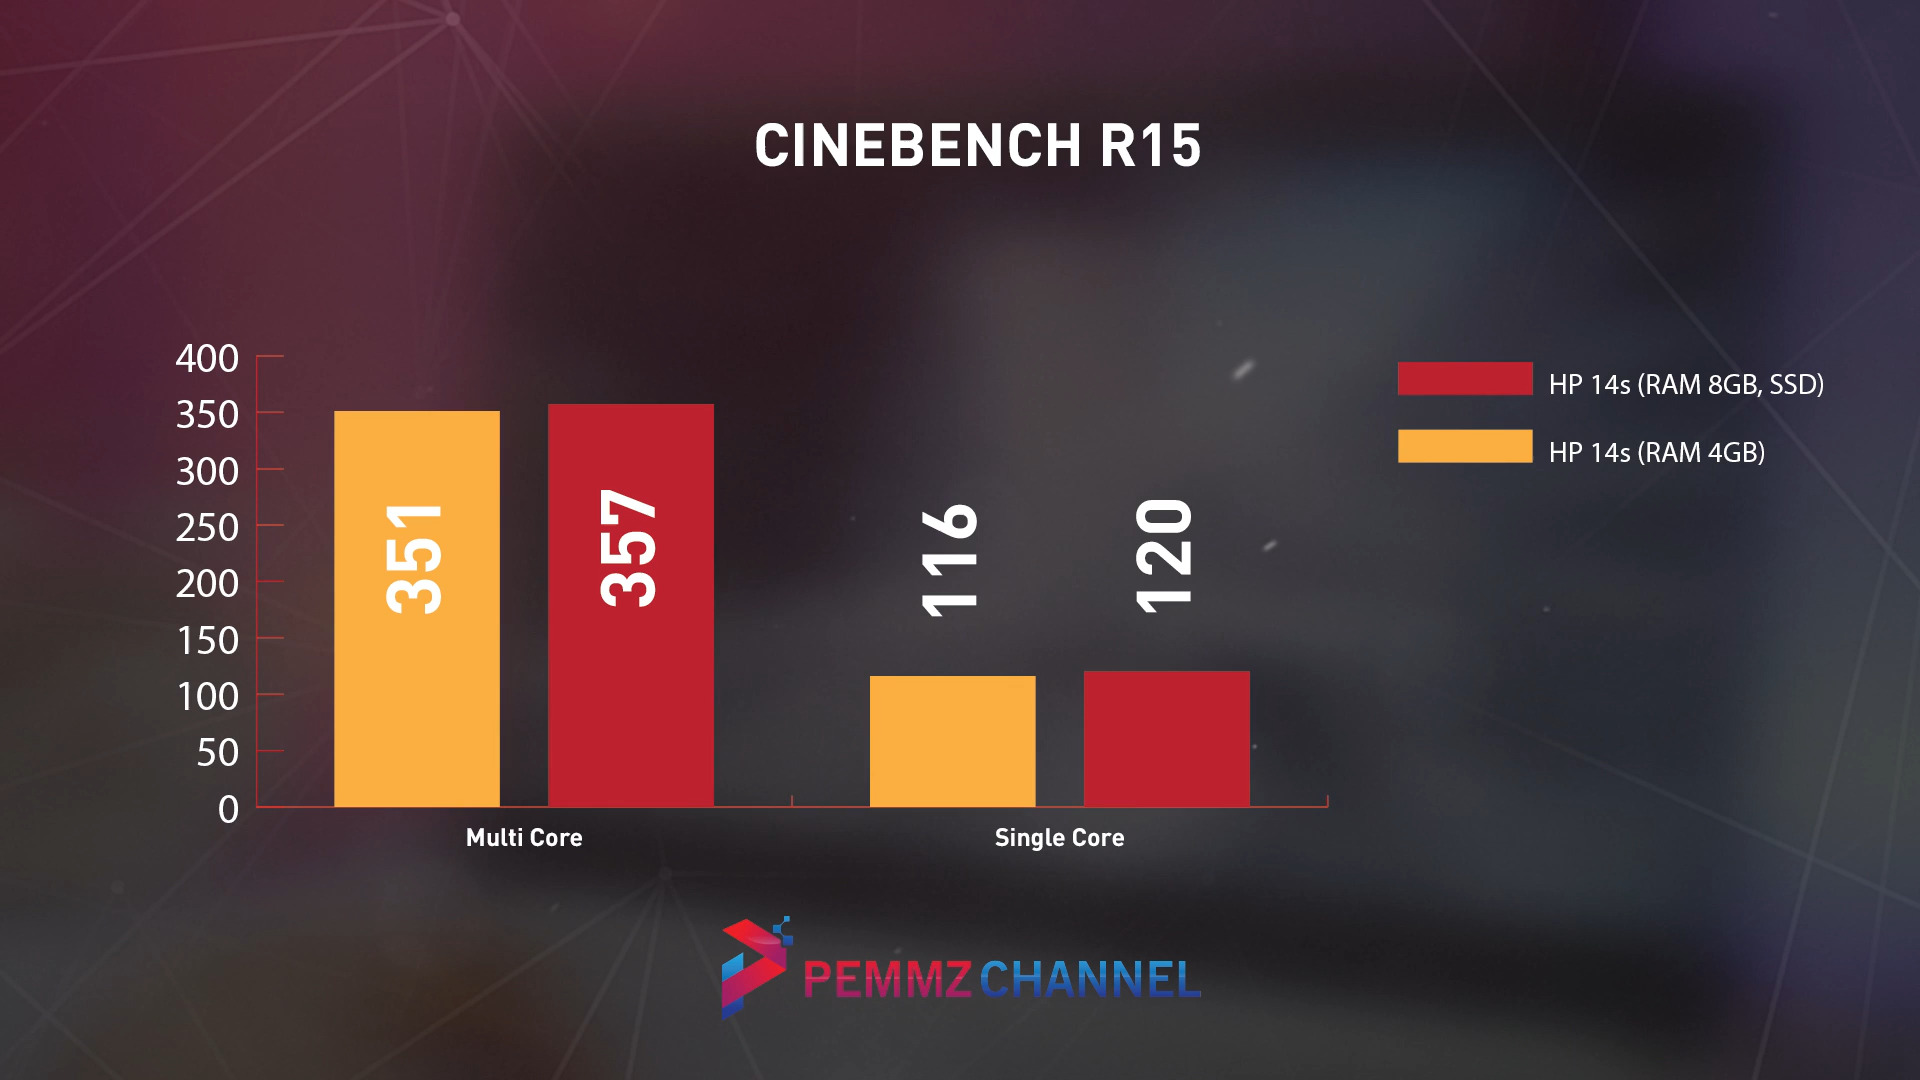 CINEBENCH R15
400
350
300
250
200
150
100
50
0
351
357
116
120
Multi Core
Single Core
HP 14s (RAM 8GB, SSD)
HP 14s (RAM 4GB)
PEMMZ CHANNEL